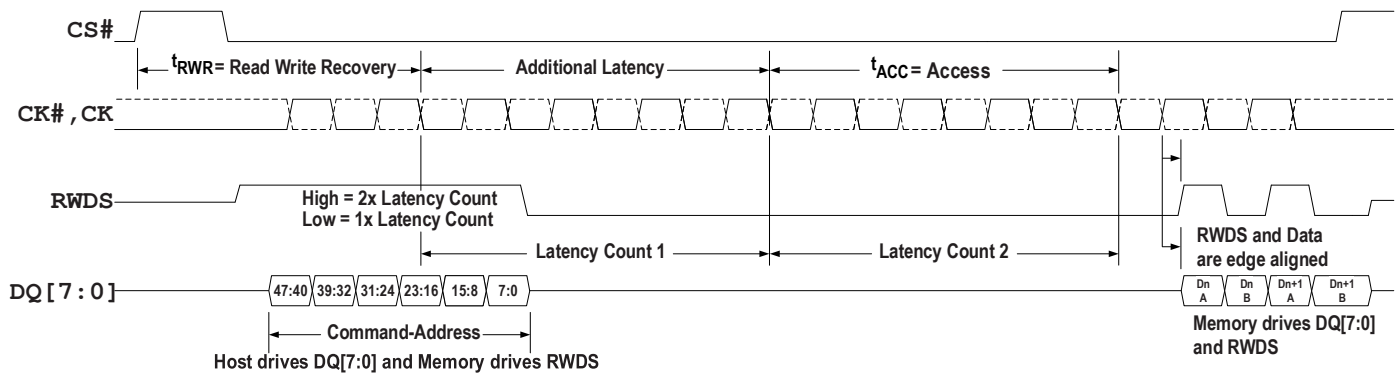 CS#
tRWR = Read Write Recovery
Additional Latency
tACC = Access
CK#,CK
RWDS
High = 2x Latency Count
Low = 1x Latency Count
Latency Count 1
Latency Count 2
RWDS and Data
are edge aligned
DQ[7:0]
47:40 39:32 31:24 23:16 15:8 7:0
Dn A
Dn B
Dn+1 A
Dn+1 B
Command-Address
Memory drives DQ[7:0]
and RWDS
Host drives DQ[7:0] and Memory drives RWDS